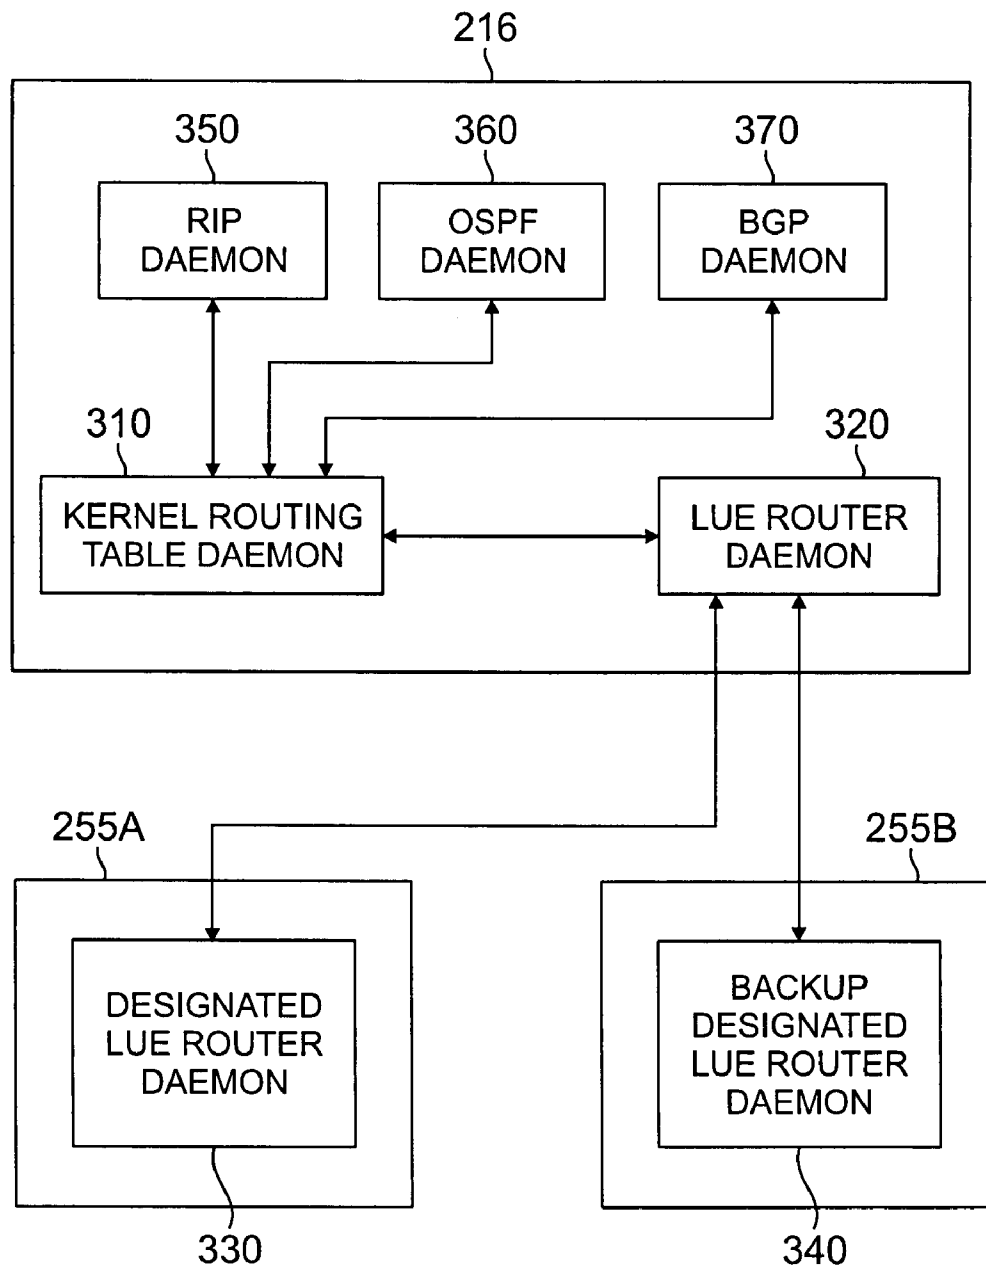 216
350
360
370
RIP
DAEMON
OSPF
DAEMON
BGP
DAEMON
310
320
KERNEL ROUTING
TABLE DAEMON
LUE ROUTER
DAEMON
255A
255B
DESIGNATED
LUE ROUTER
DAEMON
BACKUP
DESIGNATED
LUE ROUTER
DAEMON
330
340